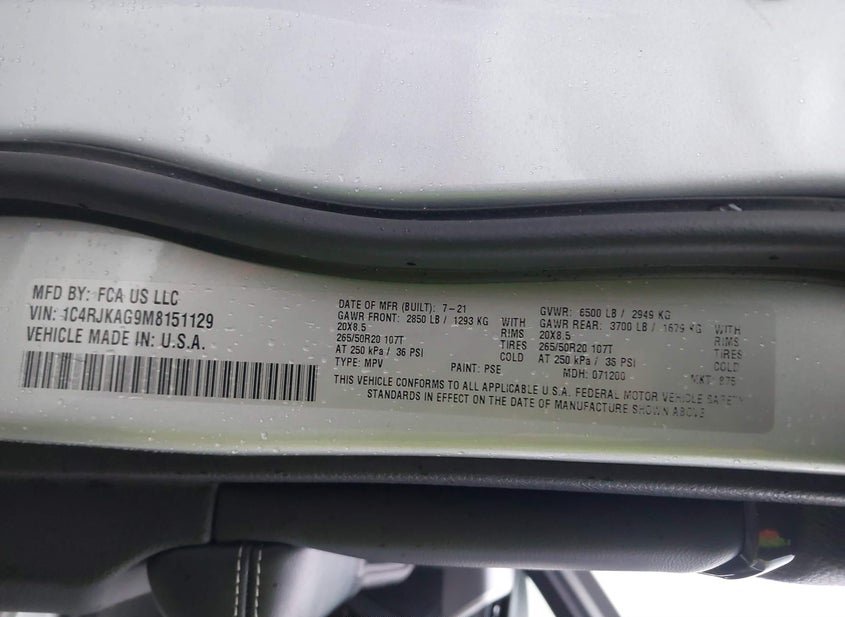 MFD BY: FCA US LLC
VIN: 1C4RJKAG9M8151129
VEHICLE MADE IN: U.S.A.
DATE OF MFR (BUILT): 7-21
GAWR FRONT: 2850 LB / 1293 KG WITH
20X8.5 RIMS
265/50R20 107T TIRES
AT 250 kPa / 36 PSI COLD
TYPE: MPV PAINT: PSE
GVWR: 6500 LB / 2949 KG
GAWR REAR: 3700 LB / 1679 KG WITH
20X8.5 RIMS
265/50R20 107T TIRES
AT 250 kPa / 36 PSI COLD
MDH: 071200 MKT: 875
THIS VEHICLE CONFORMS TO ALL APPLICABLE U.S.A. FEDERAL MOTOR VEHICLE SAFETY
STANDARDS IN EFFECT ON THE DATE OF MANUFACTURE SHOWN ABOVE